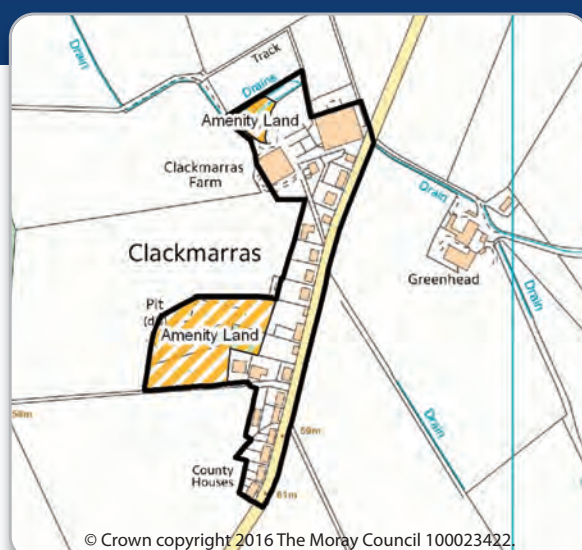 Track
Drain
Drains
Amenity Land
Clackmarras
Farm
Drain
Clackmarras
Greenhead
Drain
Pit
Amenity Land
Drain
58m
59m
County
Houses
61m
© Crown copyright 2016 The Moray Council 100023422.